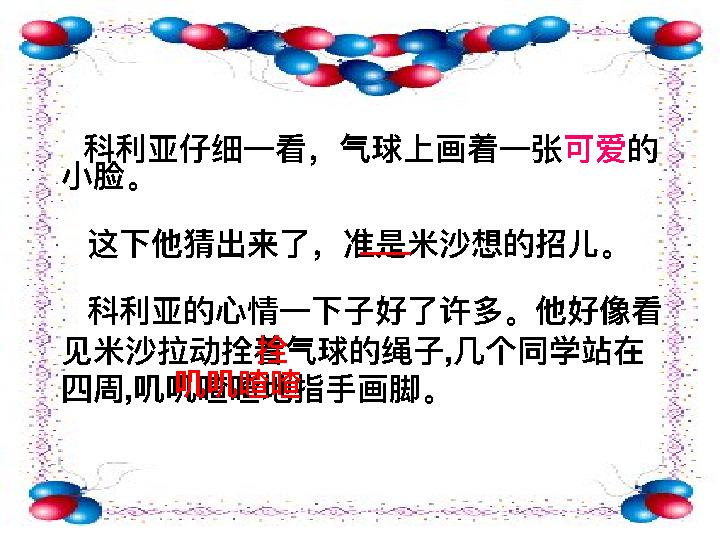 科利亚仔细一看，气球上画着一张可爱的
小脸。
这下他猜出来了，准是米沙想的招儿。
科利亚的心情一下子好了许多。他好像看
见米沙拉动拴着气球的绳子,几个同学站在
四周,叽叽喳喳地指手画脚。
拴
叽叽喳喳